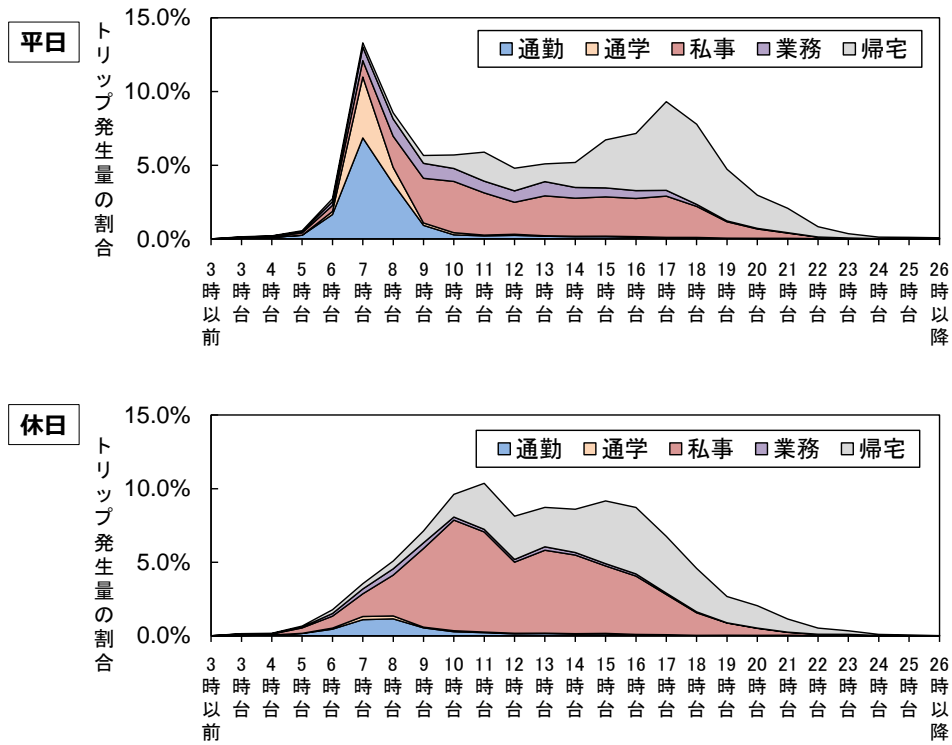 平日
トリップ発生量の割合
15.0%
10.0%
5.0%
0.0%
通勤 通学 私事 業務 帰宅
3時以前 3時台 4時台 5時台 6時台 7時台 8時台 9時台 10時台 11時台 12時台 13時台 14時台 15時台 16時台 17時台 18時台 19時台 20時台 21時台 22時台 23時台 24時台 25時台 26時以降
休日
トリップ発生量の割合
15.0%
10.0%
5.0%
0.0%
通勤 通学 私事 業務 帰宅
3時以前 3時台 4時台 5時台 6時台 7時台 8時台 9時台 10時台 11時台 12時台 13時台 14時台 15時台 16時台 17時台 18時台 19時台 20時台 21時台 22時台 23時台 24時台 25時台 26時以降